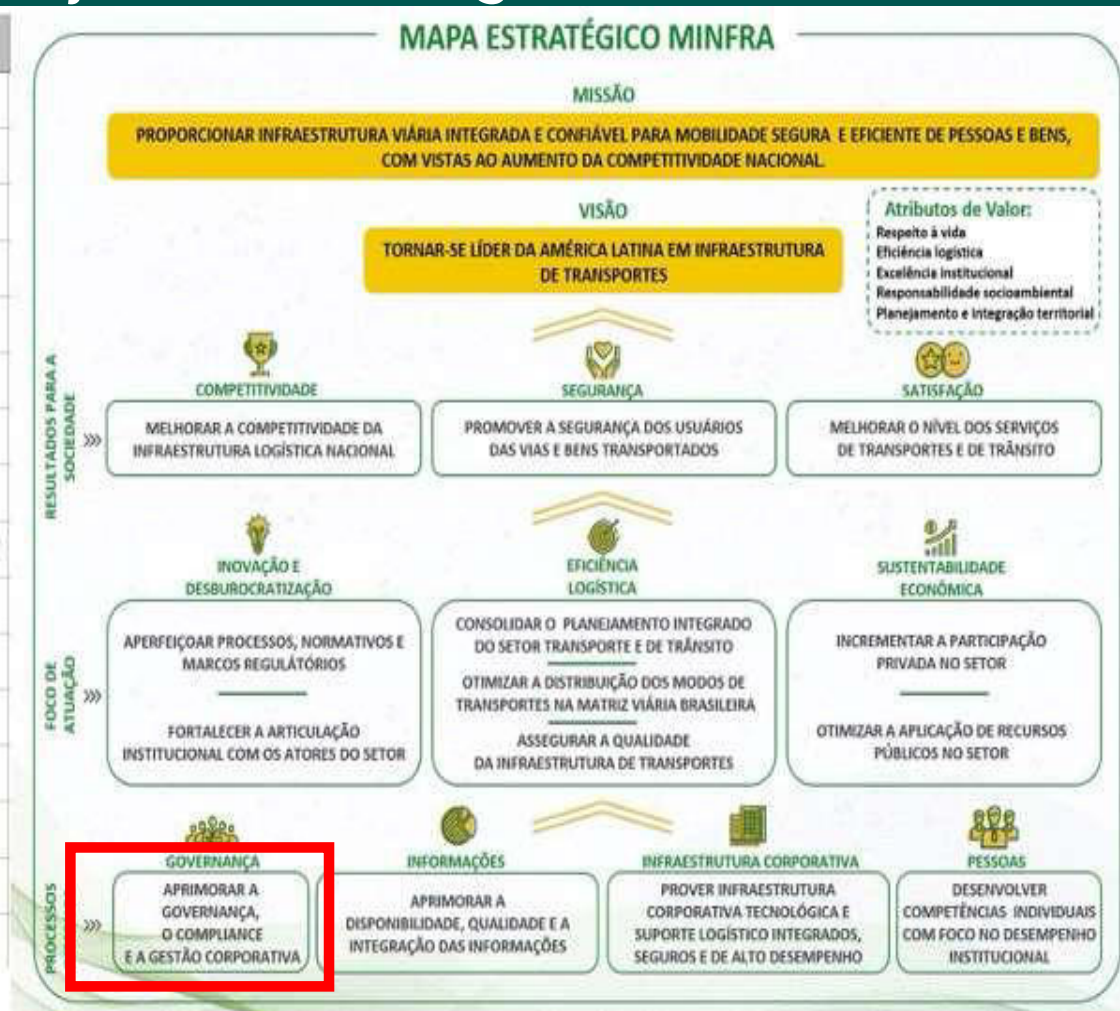 MAPA ESTRATÉGICO MINFRA
MISSÃO
PROPORCIONAR INFRAESTRUTURA VIÁRIA INTEGRADA E CONFIÁVEL PARA MOBILIDADE SEGURA E EFICIENTE DE PESSOAS E BENS,
COM VISTAS AO AUMENTO DA COMPETITIVIDADE NACIONAL.
VISÃO
TORNAR-SE LÍDER DA AMÉRICA LATINA EM INFRAESTRUTURA
DE TRANSPORTES
Atributos de Valor:
Respeito à vida
Eficiência logística
Excelência institucional
Responsabilidade socioambiental
Planejamento e integração territorial
RESULTADOS PARA A
SOCIEDADE
COMPETITIVIDADE
MELHORAR A COMPETITIVIDADE DA
INFRAESTRUTURA LOGÍSTICA NACIONAL
SEGURANÇA
PROMOVER A SEGURANÇA DOS USUÁRIOS
DAS VIAS E BENS TRANSPORTADOS
SATISFAÇÃO
MELHORAR O NÍVEL DOS SERVIÇOS
DE TRANSPORTES E DE TRÂNSITO
FOCO DE
ATUAÇÃO
INOVAÇÃO E
DESBUROCRATIZAÇÃO
APERFEIÇOAR PROCESSOS, NORMATIVOS E
MARCOS REGULÁTÓRIOS
FORTALECER A ARTICULAÇÃO
INSTITUCIONAL COM OS ATORES DO SETOR
EFICIÊNCIA
LOGÍSTICA
CONSOLIDAR O PLANEJAMENTO INTEGRADO
DO SETOR TRANSPORTE E DE TRÂNSITO
OTIMIZAR A DISTRIBUIÇÃO DOS MODOS DE
TRANSPORTES NA MATRIZ VIÁRIA BRASILEIRA
ASSEGURAR A QUALIDADE
DA INFRAESTRUTURA DE TRANSPORTES
SUSTENTABILIDADE
ECONÔMICA
INCREMENTAR A PARTICIPAÇÃO
PRIVADA NO SETOR
OTIMIZAR A APLICAÇÃO DE RECURSOS
PÚBLICOS NO SETOR
PROCESSOS
GOVERNANÇA
APRIMORAR A
GOVERNANÇA,
O COMPLIANCE
E A GESTÃO CORPORATIVA
INFORMAÇÕES
APRIMORAR A
DISPONIBILIDADE, QUALIDADE E A
INTEGRAÇÃO DAS INFORMAÇÕES
INFRAESTRUTURA CORPORATIVA
PROVER INFRAESTRUTURA
CORPORATIVA TECNOLÓGICA E
SUPORTE LOGÍSTICO INTEGRADOS,
SEGUROS E DE ALTO DESEMPENHO
PESSOAS
DESENVOLVER
COMPETÊNCIAS INDIVIDUAIS
COM FOCO NO DESEMPENHO
INSTITUCIONAL